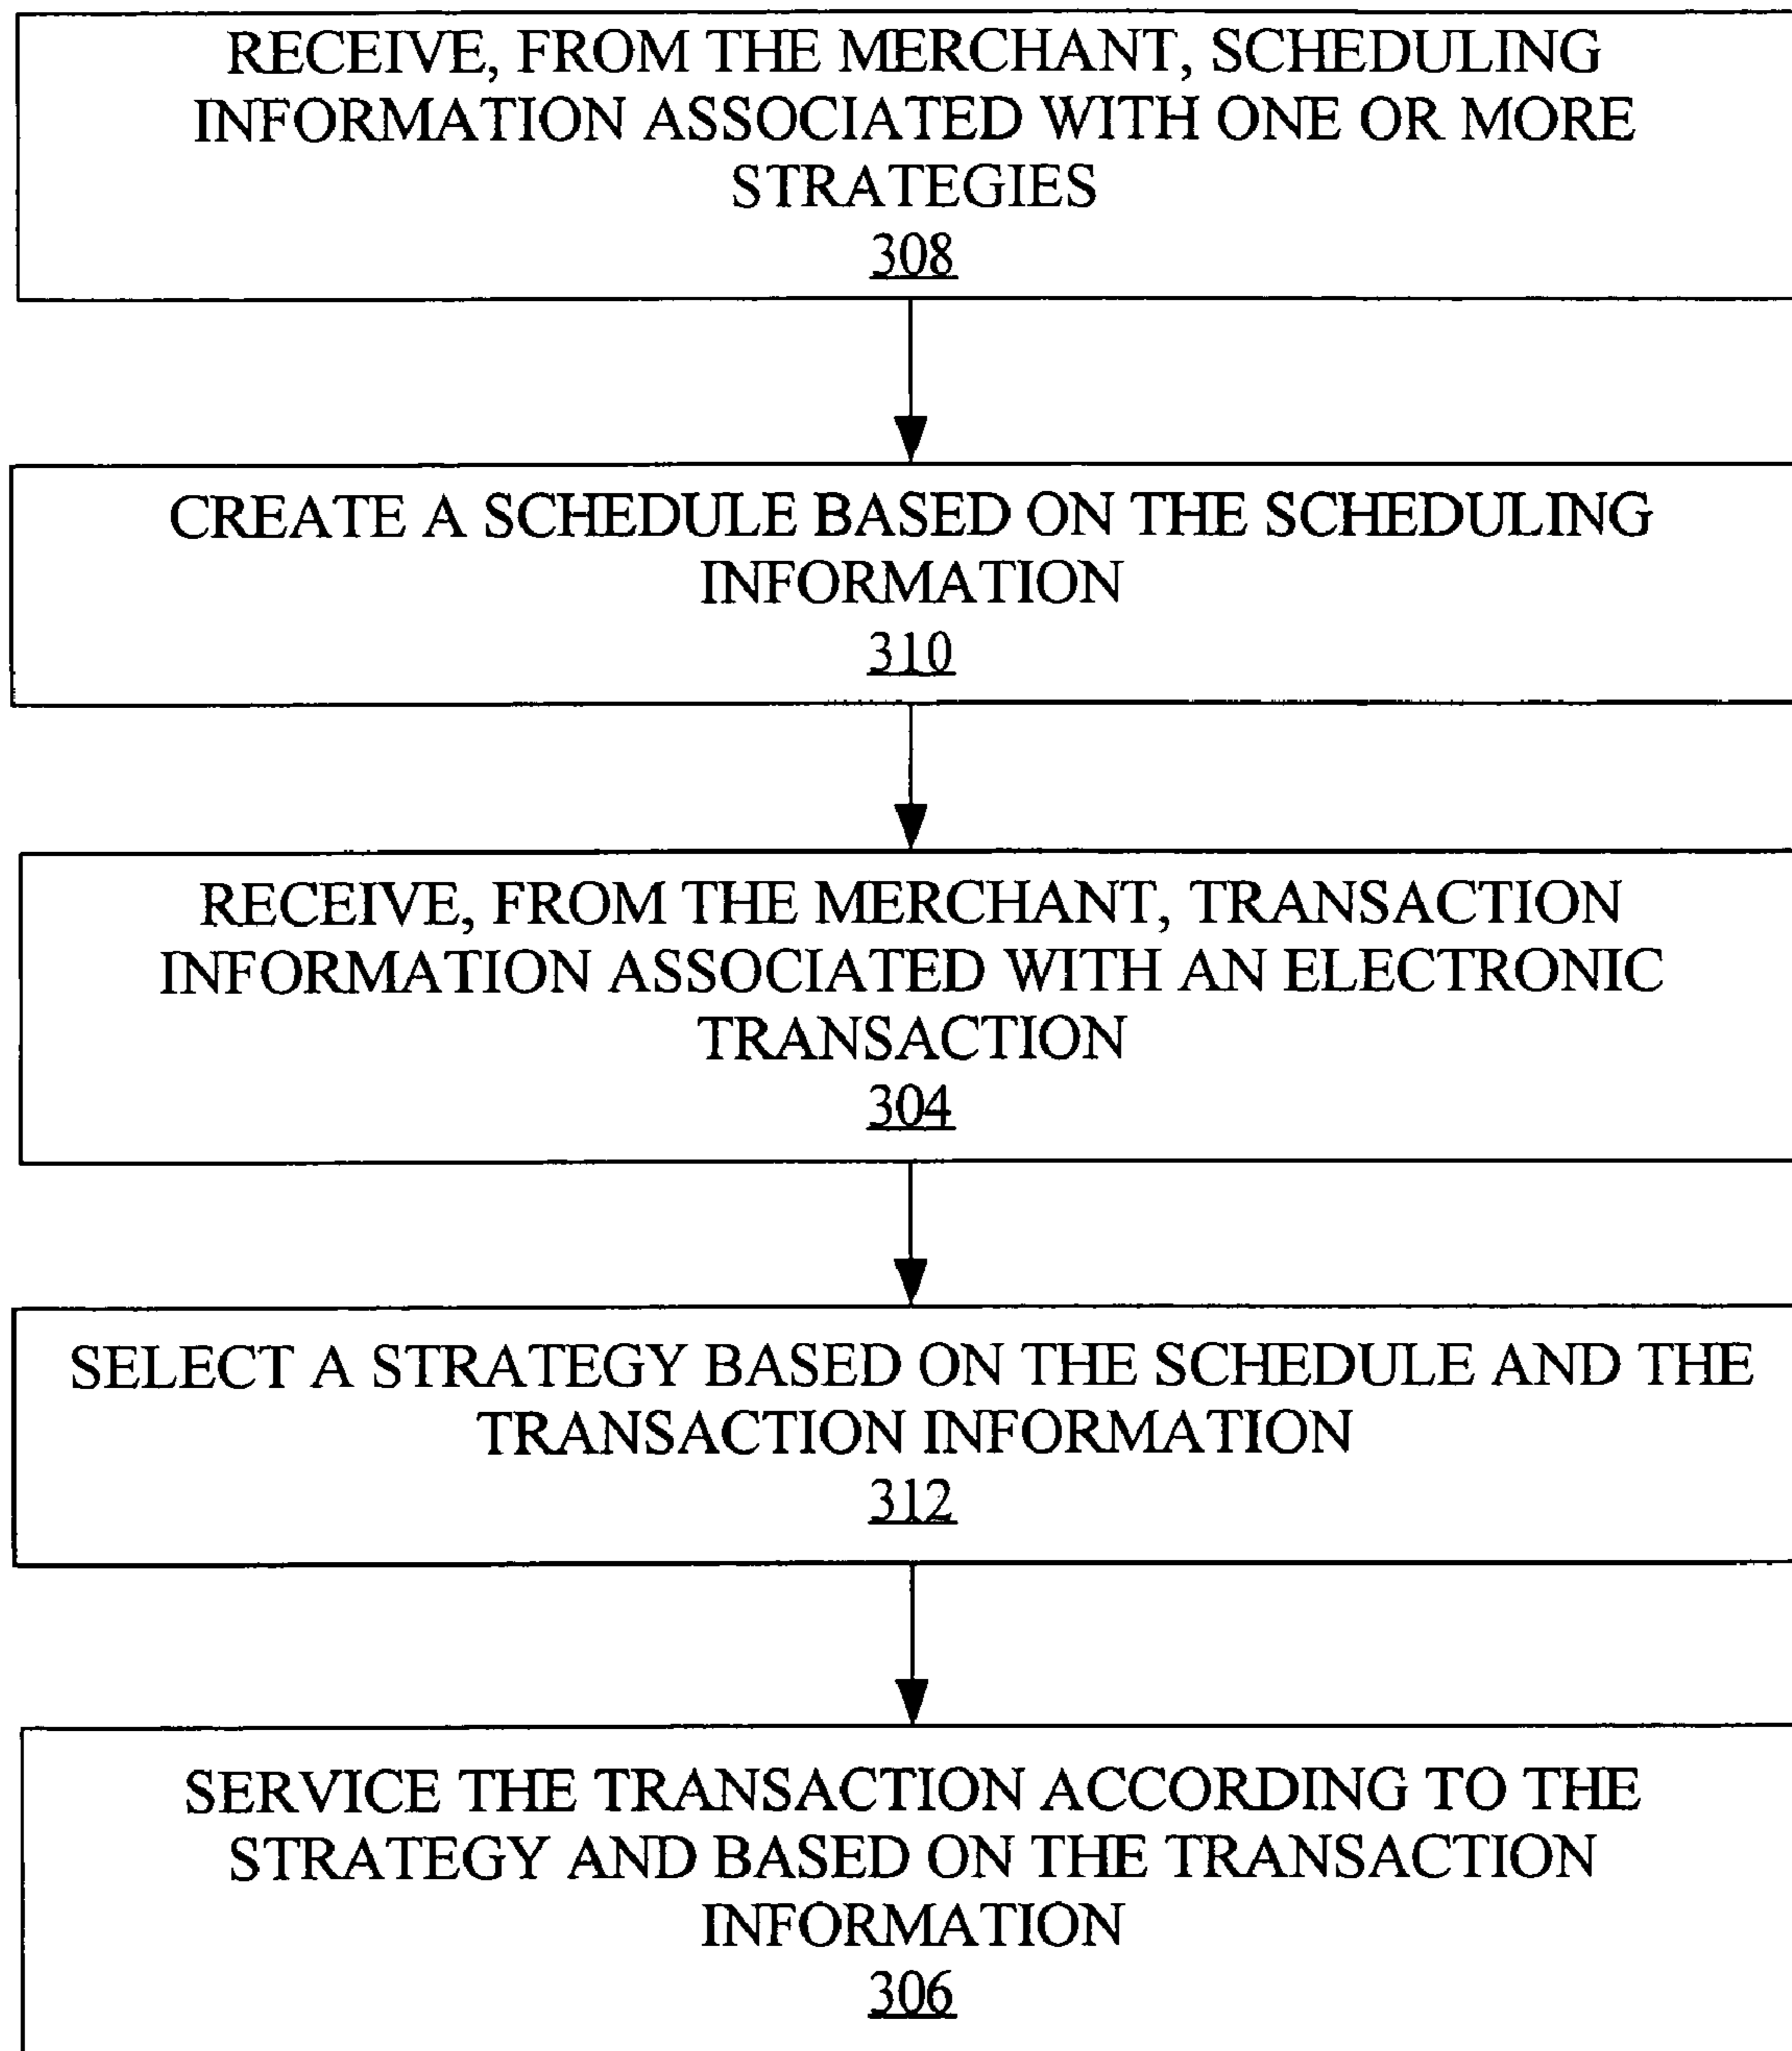 RECEIVE, FROM THE MERCHANT, SCHEDULING
INFORMATION ASSOCIATED WITH ONE OR MORE
STRATEGIES
308
CREATE A SCHEDULE BASED ON THE SCHEDULING
INFORMATION
310
RECEIVE, FROM THE MERCHANT, TRANSACTION
INFORMATION ASSOCIATED WITH AN ELECTRONIC
TRANSACTION
304
SELECT A STRATEGY BASED ON THE SCHEDULE AND THE
TRANSACTION INFORMATION
312
SERVICE THE TRANSACTION ACCORDING TO THE
STRATEGY AND BASED ON THE TRANSACTION
INFORMATION
306